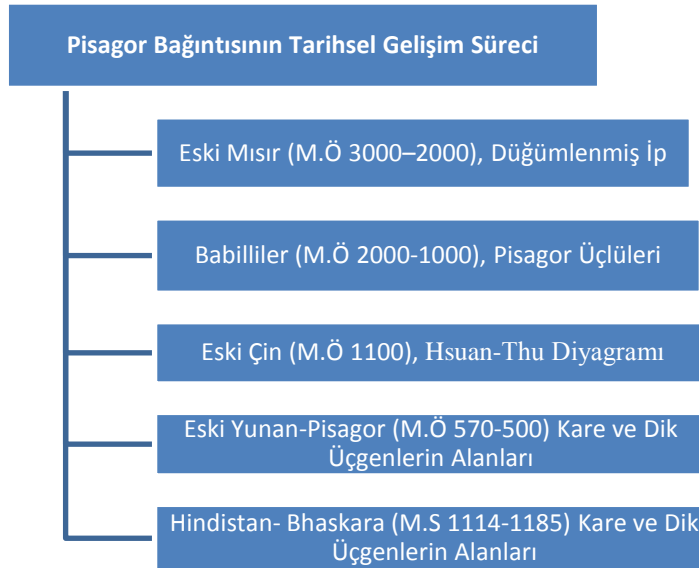 Pisagor Bağıntısının Tarihsel Gelişim Süreci
Eski Mısır (M.Ö 3000–2000), Düğümlenmiş İp
Babilliler (M.Ö 2000-1000), Pisagor Üçlüleri
Eski Çin (M.Ö 1100), Hsuan-Thu Diyagramı
Eski Yunan-Pisagor (M.Ö 570-500) Kare ve Dik
Üçgenlerin Alanları
Hindistan- Bhaskara (M.S 1114-1185) Kare ve Dik
Üçgenlerin Alanları